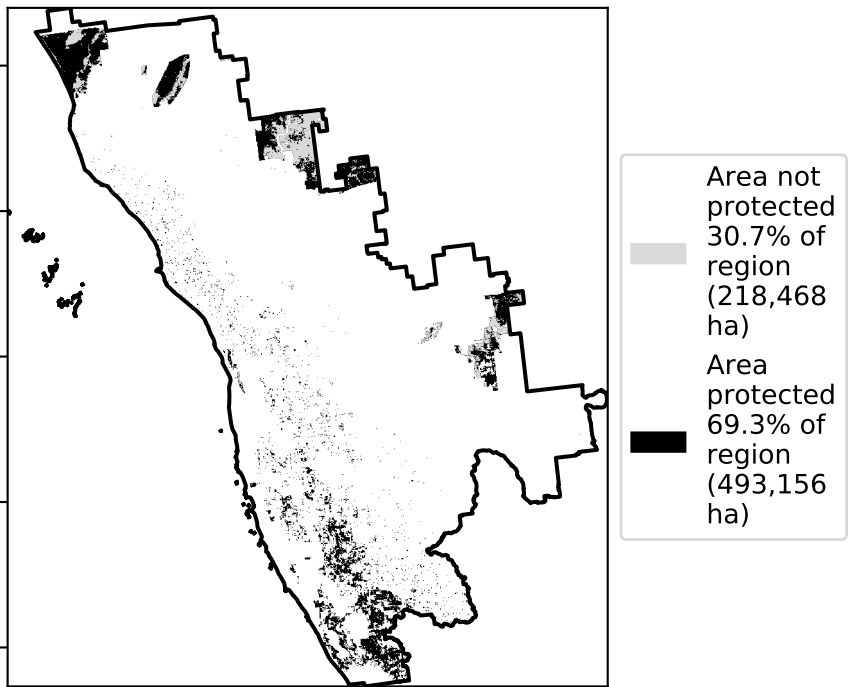 Area not
protected
30.7% of
region
(218,468
ha)
Area
protected
69.3% of
region
(493,156
ha)